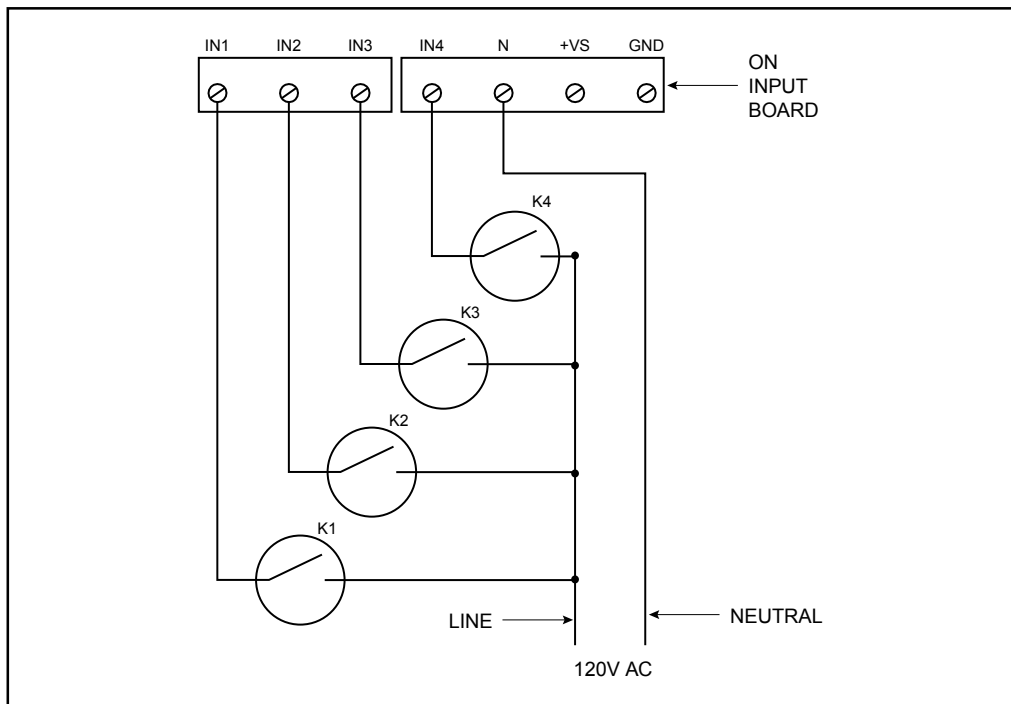 IN1 IN2 IN3 IN4 N +VS GND
ON
INPUT
BOARD
K4
K3
K2
K1
LINE
NEUTRAL
120V AC